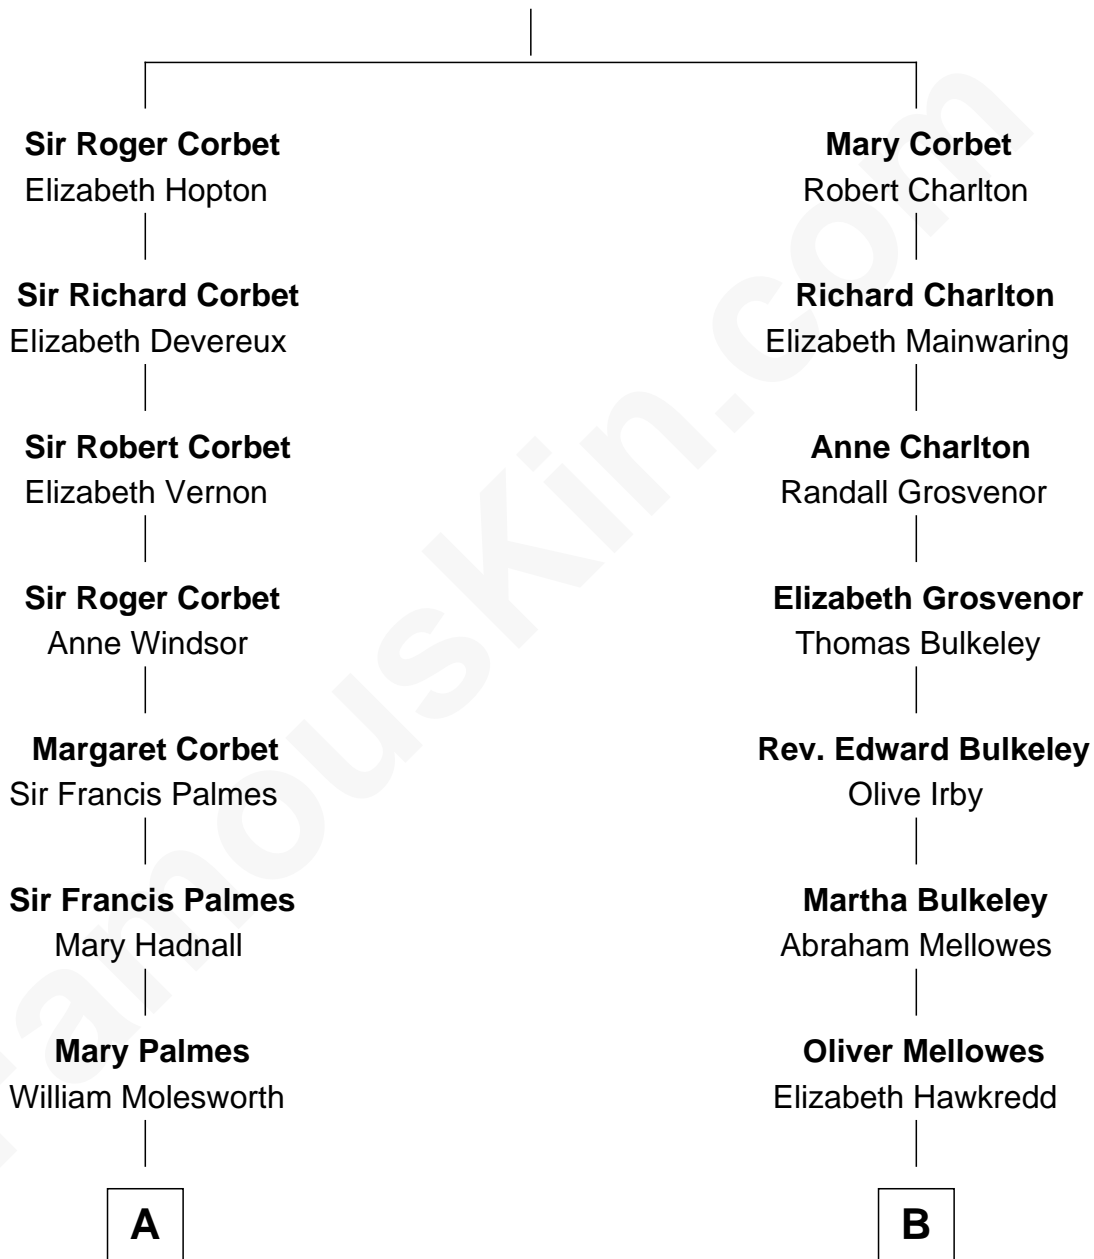 Sir Roger Corbet
Elizabeth Hopton
Sir Richard Corbet
Elizabeth Devereux
Sir Robert Corbet
Elizabeth Vernon
Sir Roger Corbet
Anne Windsor
Margaret Corbet
Sir Francis Palmes
Sir Francis Palmes
Mary Hadnall
Mary Palmes
William Molesworth
A
Mary Corbet
Robert Charlton
Richard Charlton
Elizabeth Mainwaring
Anne Charlton
Randall Grosvenor
Elizabeth Grosvenor
Thomas Bulkeley
Rev. Edward Bulkeley
Olive Irby
Martha Bulkeley
Abraham Mellowes
Oliver Mellowes
Elizabeth Hawkredd
B
FamousKin.com